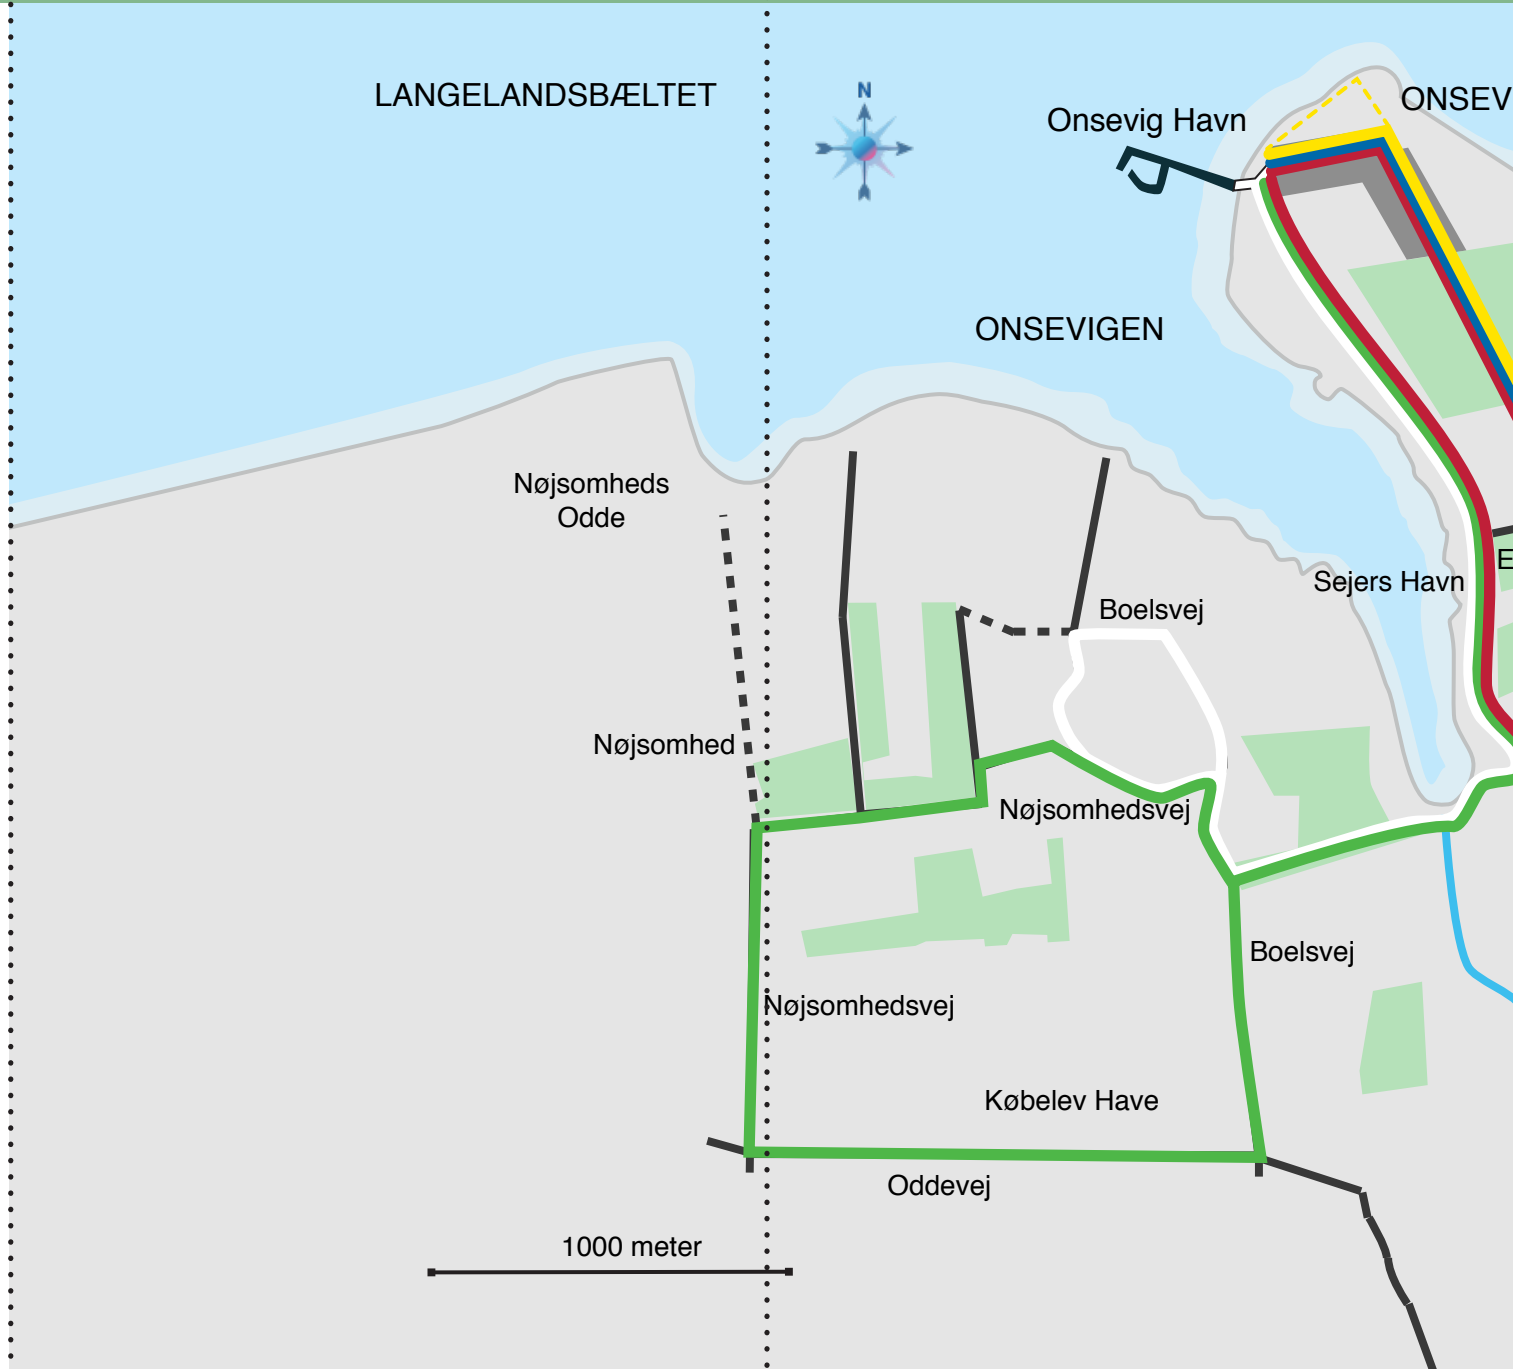 N
LANGELANDSBÆLTET
ONSEV
Onsevig Havn
ONSEVIGEN
Nøjsomheds
Odde
E
Sejers Havn
Boelsvej
Nøjsomhed
Nøjsomhedsvej
Boelsvej
Nøjsomhedsvej
Købelev Have
Oddevej
1000 meter